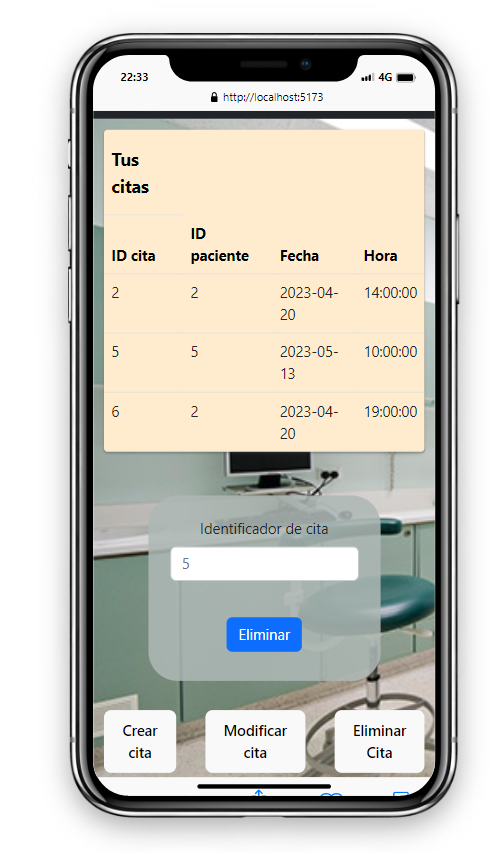 22:33
4G
http://localhost:5173
Tus
citas
ID cita
ID
paciente
Fecha
Hora
2
2
2023-04-
20
14:00:00
5
5
2023-05-
13
10:00:00
6
2
2023-04-
20
19:00:00
Identificador de cita
5
Eliminar
Crear
cita
Modificar
cita
Eliminar
Cita